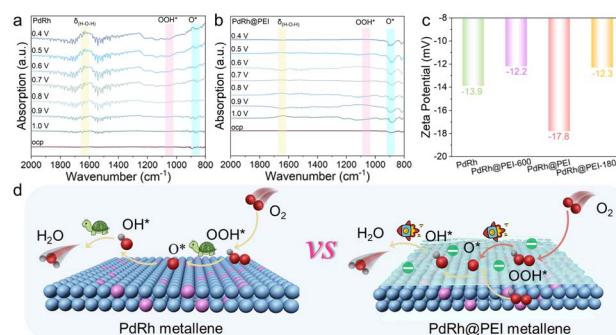 a
δ(H-O-H)
OOH*
O*
0.4 V
0.5 V
0.6 V
0.7 V
0.8 V
0.9 V
1.0 V
ocp
Absorption (a.u.)
2000 1800 1600 1400 1200 1000 800
Wavenumber (cm-1)
b
PdRh@PEI
δ(H-O-H)
OOH*
O*
0.4 V
0.5 V
0.6 V
0.7 V
0.8 V
0.9 V
1.0 V
ocp
Absorption (a.u.)
2000 1800 1600 1400 1200 1000 800
Wavenumber (cm-1)
c
Zeta Potential (mV)
-8
-10
-12
-14
-16
-18
-20
-13.9
-12.2
-17.8
-12.3
PdRh
PdRh@PEI-600
PdRh@PEI
PdRh@PEI-180
d
H2O
OH*
O*
OOH*
O2
PdRh metallene
vs
H2O
OH*
O*
OOH*
O2
PdRh@PEI metallene